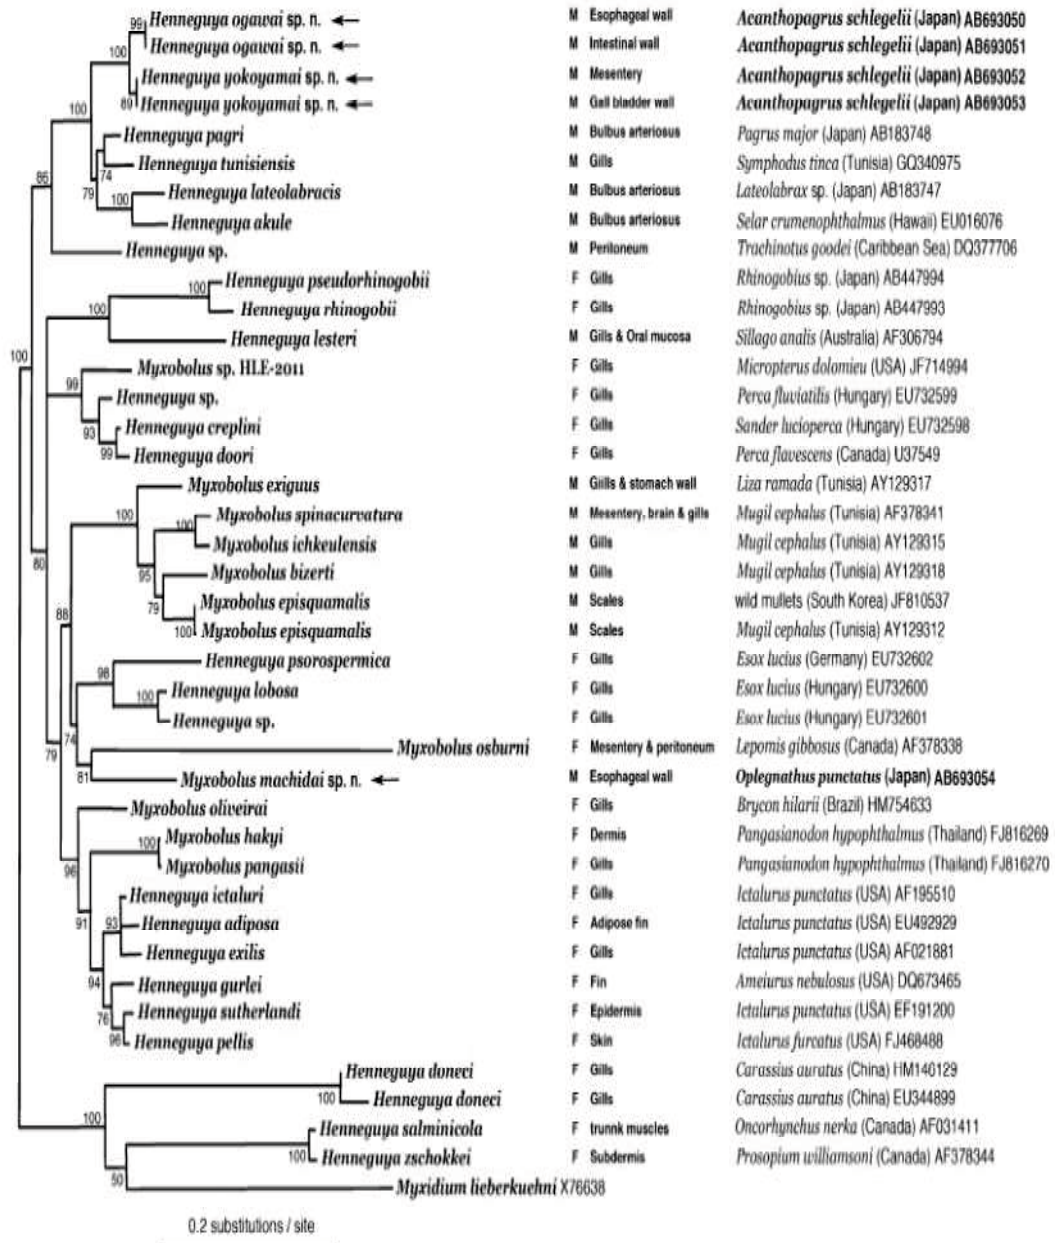 99 Henneguya ogawai sp. n. M Esophageal wall Acanthopagrus schlegelii (Japan) AB693050
100 Henneguya ogawai sp. n. M Intestinal wall Acanthopagrus schlegelii (Japan) AB693051
Henneguya yokoyamai sp. n. M Mesentery Acanthopagrus schlegelii (Japan) AB693052
89 Henneguya yokoyamai sp. n. M Gall bladder wall Acanthopagrus schlegelii (Japan) AB693053
100 Henneguya pagri M Bulbus arteriosus Pagrus major (Japan) AB183748
74 Henneguya tunisiensis M Gills Symphodus tinca (Tunisia) GQ340975
86 79 100 Henneguya lateolabracis M Bulbus arteriosus Lateolabrax sp. (Japan) AB183747
Henneguya akule M Bulbus arteriosus Selar crumenophthalmus (Hawaii) EU016076
Henneguya sp. M Peritoneum Trachinotus goodei (Caribbean Sea) DQ377706
100 Henneguya pseudorhinogobii F Gills Rhinogobius sp. (Japan) AB447994
100 Henneguya rhinogobii F Gills Rhinogobius sp. (Japan) AB447993
Henneguya lesteri M Gills & Oral mucosa Sillago analis (Australia) AF306794
100 Myxobolus sp. HLE-2011 F Gills Micropterus dolomieu (USA) JF714994
99 Henneguya sp. F Gills Perca fluviatilis (Hungary) EU732599
93 Henneguya creplini F Gills Sander lucioperca (Hungary) EU732598
99 Henneguya doori F Gills Perca flavescens (Canada) U37549
Myxobolus exiguus M Giills & stomach wall Liza ramada (Tunisia) AY129317
100 100 Myxobolus spinacurvatura M Mesentery, brain & gills Mugil cephalus (Tunisia) AF378341
Myxobolus ichkeulensis M Gills Mugil cephalus (Tunisia) AY129315
80 95 Myxobolus bizerti M Gills Mugil cephalus (Tunisia) AY129318
88 79 Myxobolus episquamalis M Scales wild mullets (South Korea) JF810537
100 Myxobolus episquamalis M Scales Mugil cephalus (Tunisia) AY129312
98 Henneguya psorospermica F Gills Esox lucius (Germany) EU732602
100 Henneguya lobosa F Gills Esox lucius (Hungary) EU732600
Henneguya sp. F Gills Esox lucius (Hungary) EU732601
79 74 Myxobolus osburni F Mesentery & peritoneum Lepomis gibbosus (Canada) AF378338
81 Myxobolus machidai sp. n. M Esophageal wall Oplegnathus punctatus (Japan) AB693054
Myxobolus oliveirai F Gills Brycon hilarii (Brazil) HM754633
100 Myxobolus hakyi F Dermis Pangasianodon hypophthalmus (Thailand) FJ816269
96 Myxobolus pangasii F Gills Pangasianodon hypophthalmus (Thailand) FJ816270
Henneguya ictaluri F Gills Ictalurus punctatus (USA) AF195510
91 93 Henneguya adiposa F Adipose fin Ictalurus punctatus (USA) EU492929
Henneguya exilis F Gills Ictalurus punctatus (USA) AF021881
94 Henneguya gurlei F Fin Ameiurus nebulosus (USA) DQ673465
76 Henneguya sutherlandi F Epidermis Ictalurus punctatus (USA) EF191200
96 Henneguya pellis F Skin Ictalurus furcatus (USA) FJ468488
Henneguya doneci F Gills Carassius auratus (China) HM146129
100 Henneguya doneci F Gills Carassius auratus (China) EU344899
100 Henneguya salminicola F trunnk muscles Oncorhynchus nerka (Canada) AF031411
100 Henneguya zschokkei F Subdermis Prosopium williamsoni (Canada) AF378344
50 Myxidium lieberkuehni X76638
0.2 substitutions / site